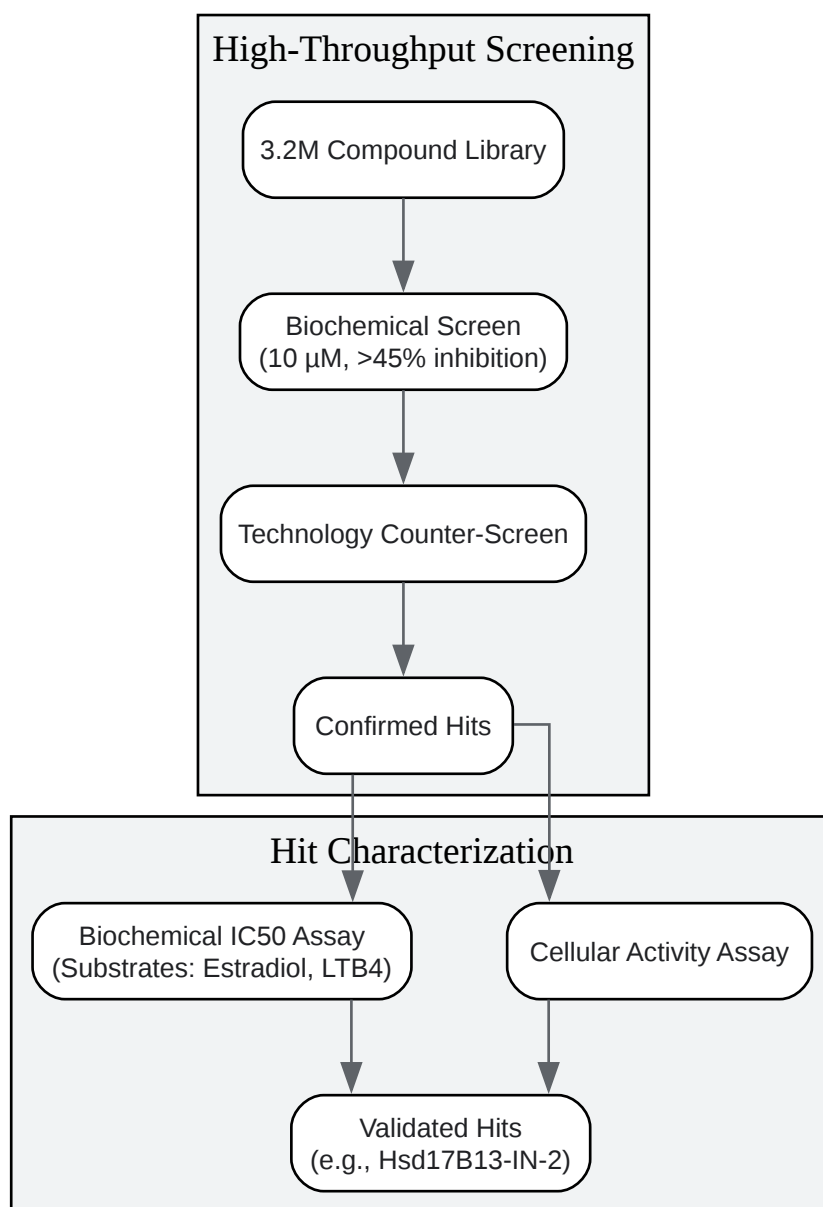 High-Throughput Screening
3.2M Compound Library
Biochemical Screen
(10 µM, >45% inhibition)
Technology Counter-Screen
Confirmed Hits
Hit Characterization
Biochemical IC50 Assay
(Substrates: Estradiol, LTB4)
Cellular Activity Assay
Validated Hits
(e.g., Hsd17B13-IN-2)